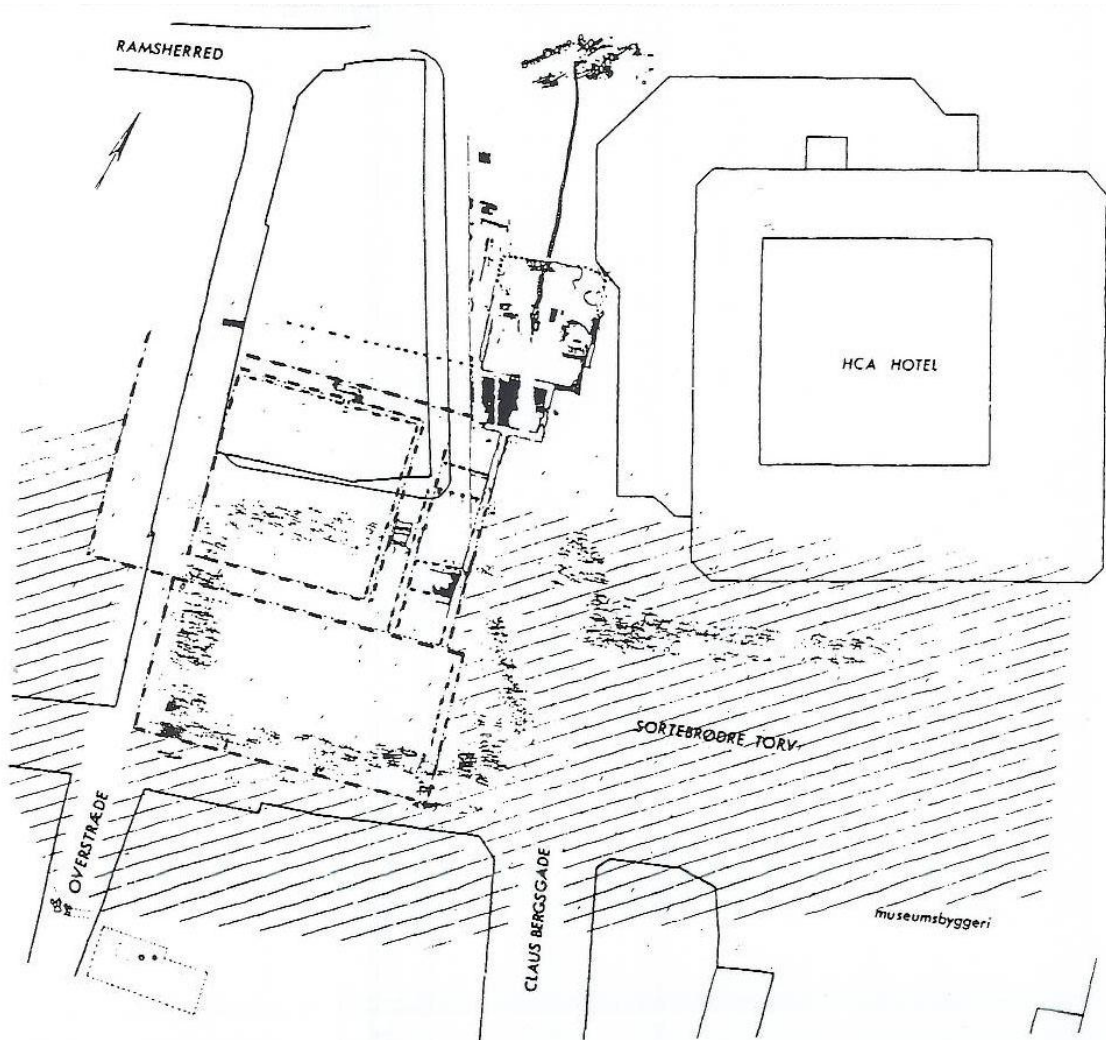 RAMSHERRED
HCA HOTEL
SORTEBRØDRE TORV
OVERSTRÆDE
CLAUS BERGSGADE
museumsbyggeri